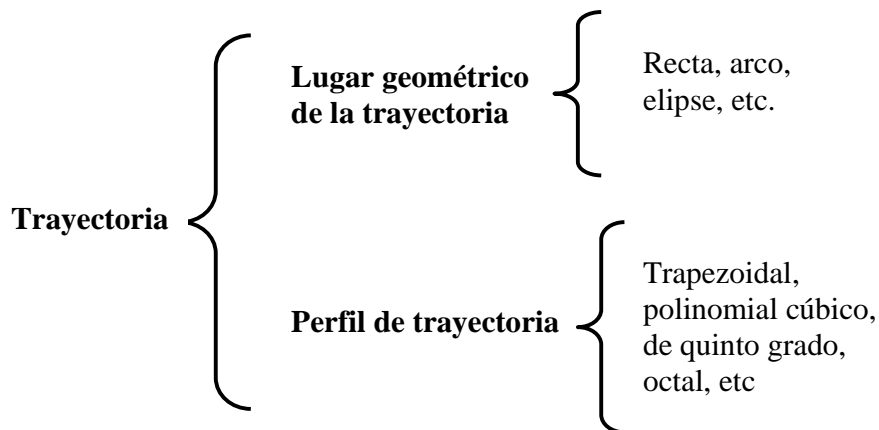 Trayectoria
Lugar geométrico
de la trayectoria
Recta, arco,
elipse, etc.
Perfil de trayectoria
Trapezoidal,
polinomial cúbico,
de quinto grado,
octal, etc